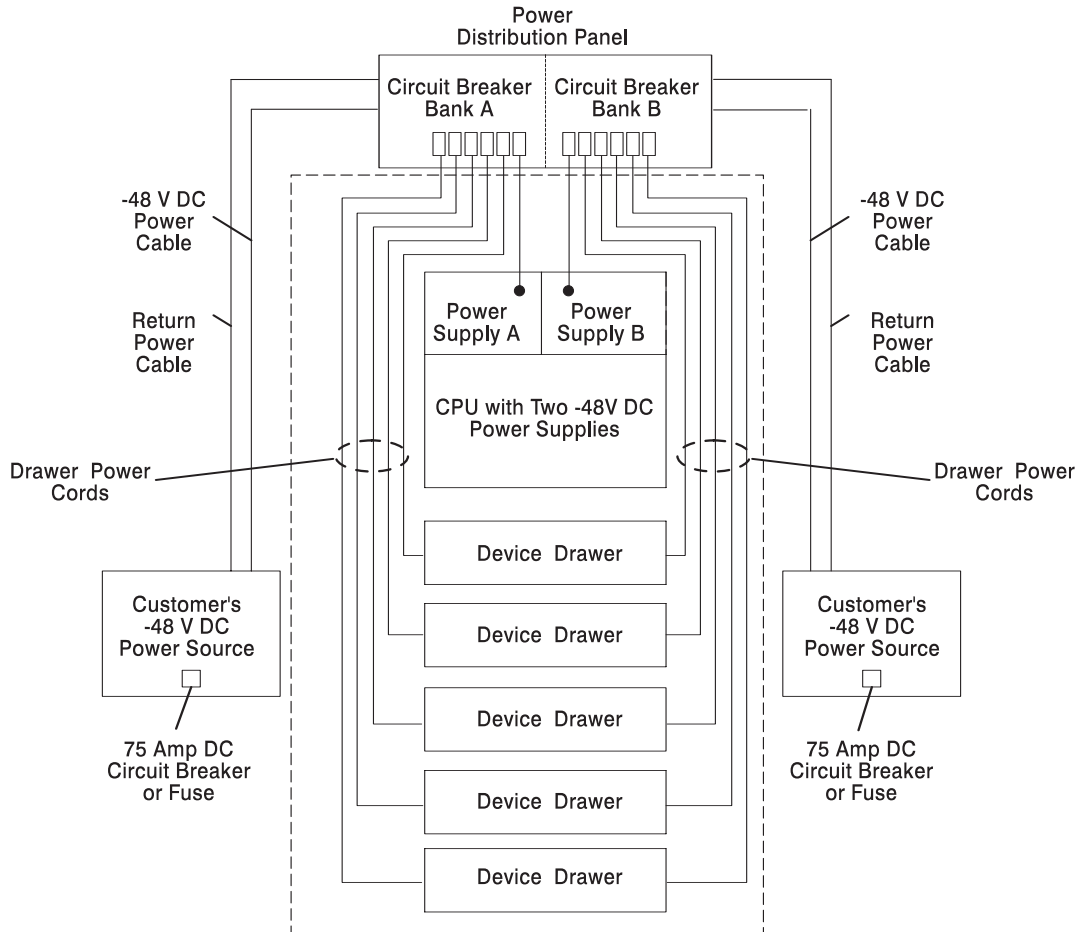 Power
Distribution Panel
Circuit Breaker
Bank A
Circuit Breaker
Bank B
-48 V DC
Power
Cable
-48 V DC
Power
Cable
Return
Power
Cable
Return
Power
Cable
Power
Supply A
Power
Supply B
CPU with Two -48V DC
Power Supplies
Drawer Power
Cords
Drawer Power
Cords
Device Drawer
Customer's
-48 V DC
Power Source
Customer's
-48 V DC
Power Source
Device Drawer
Device Drawer
75 Amp DC
Circuit Breaker
or Fuse
75 Amp DC
Circuit Breaker
or Fuse
Device Drawer
Device Drawer